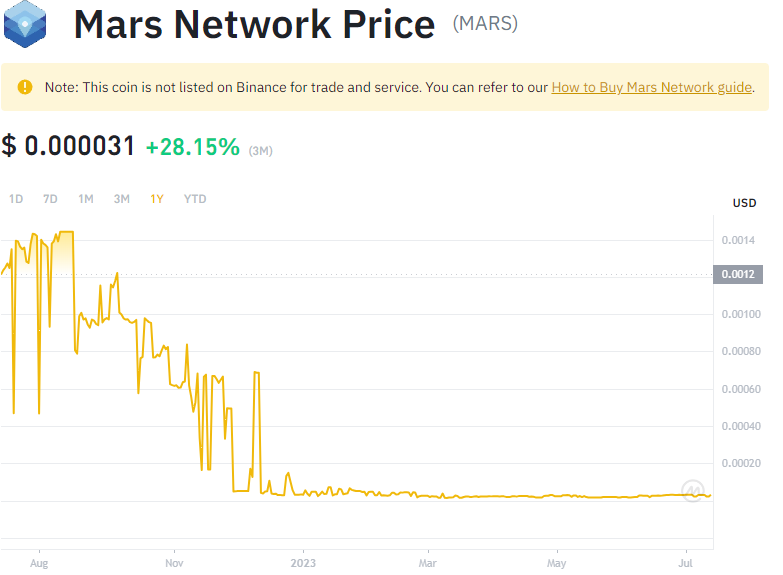 Mars Network Price (MARS)
Note: This coin is not listed on Binance for trade and service. You can refer to our How to Buy Mars Network guide.
$ 0.000031 +28.15% (3M)
1D 7D 1M 3M 1Y YTD
USD
0.0014
0.0012
0.00100
0.00080
0.00060
0.00040
0.00020
Aug Nov 2023 Mar May Jul